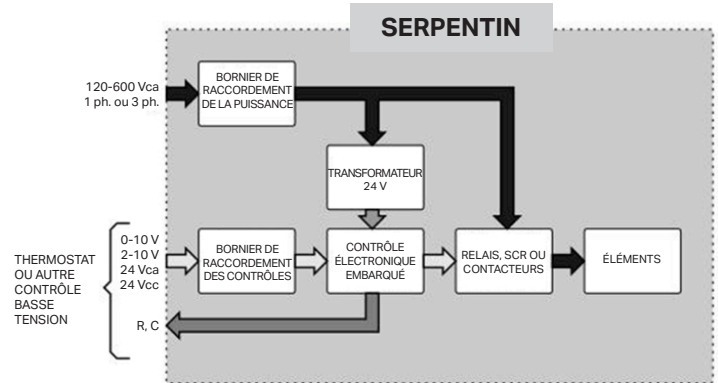 SERPENTIN
120-600 Vca
1 ph. ou 3 ph.
BORNIER DE
RACCORDEMENT
DE LA PUISSANCE
TRANSFORMATEUR
24 V
THERMOSTAT
OU AUTRE
CONTRÔLE
BASSE
TENSION
0-10 V
2-10 V
24 Vca
24 Vcc
R, C
BORNIER DE
RACCORDEMENT
DES CONTRÔLES
CONTRÔLE
ÉLECTRONIQUE
EMBARQUÉ
RELAIS, SCR OU
CONTACTEURS
ÉLÉMENTS